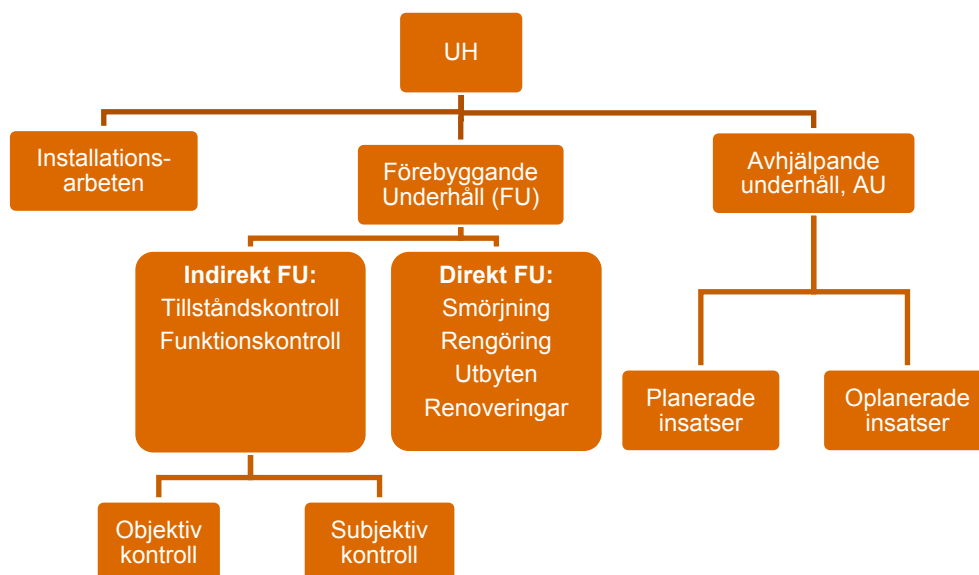 UH
Installations-
arbeten
Förebyggande
Underhåll (FU)
Avhjälpande
underhåll, AU
Indirekt FU:
Tillståndskontroll
Funktionskontroll
Direkt FU:
Smörjning
Rengöring
Utbyten
Renoveringar
Planerade
insatser
Oplanerade
insatser
Objektiv
kontroll
Subjektiv
kontroll